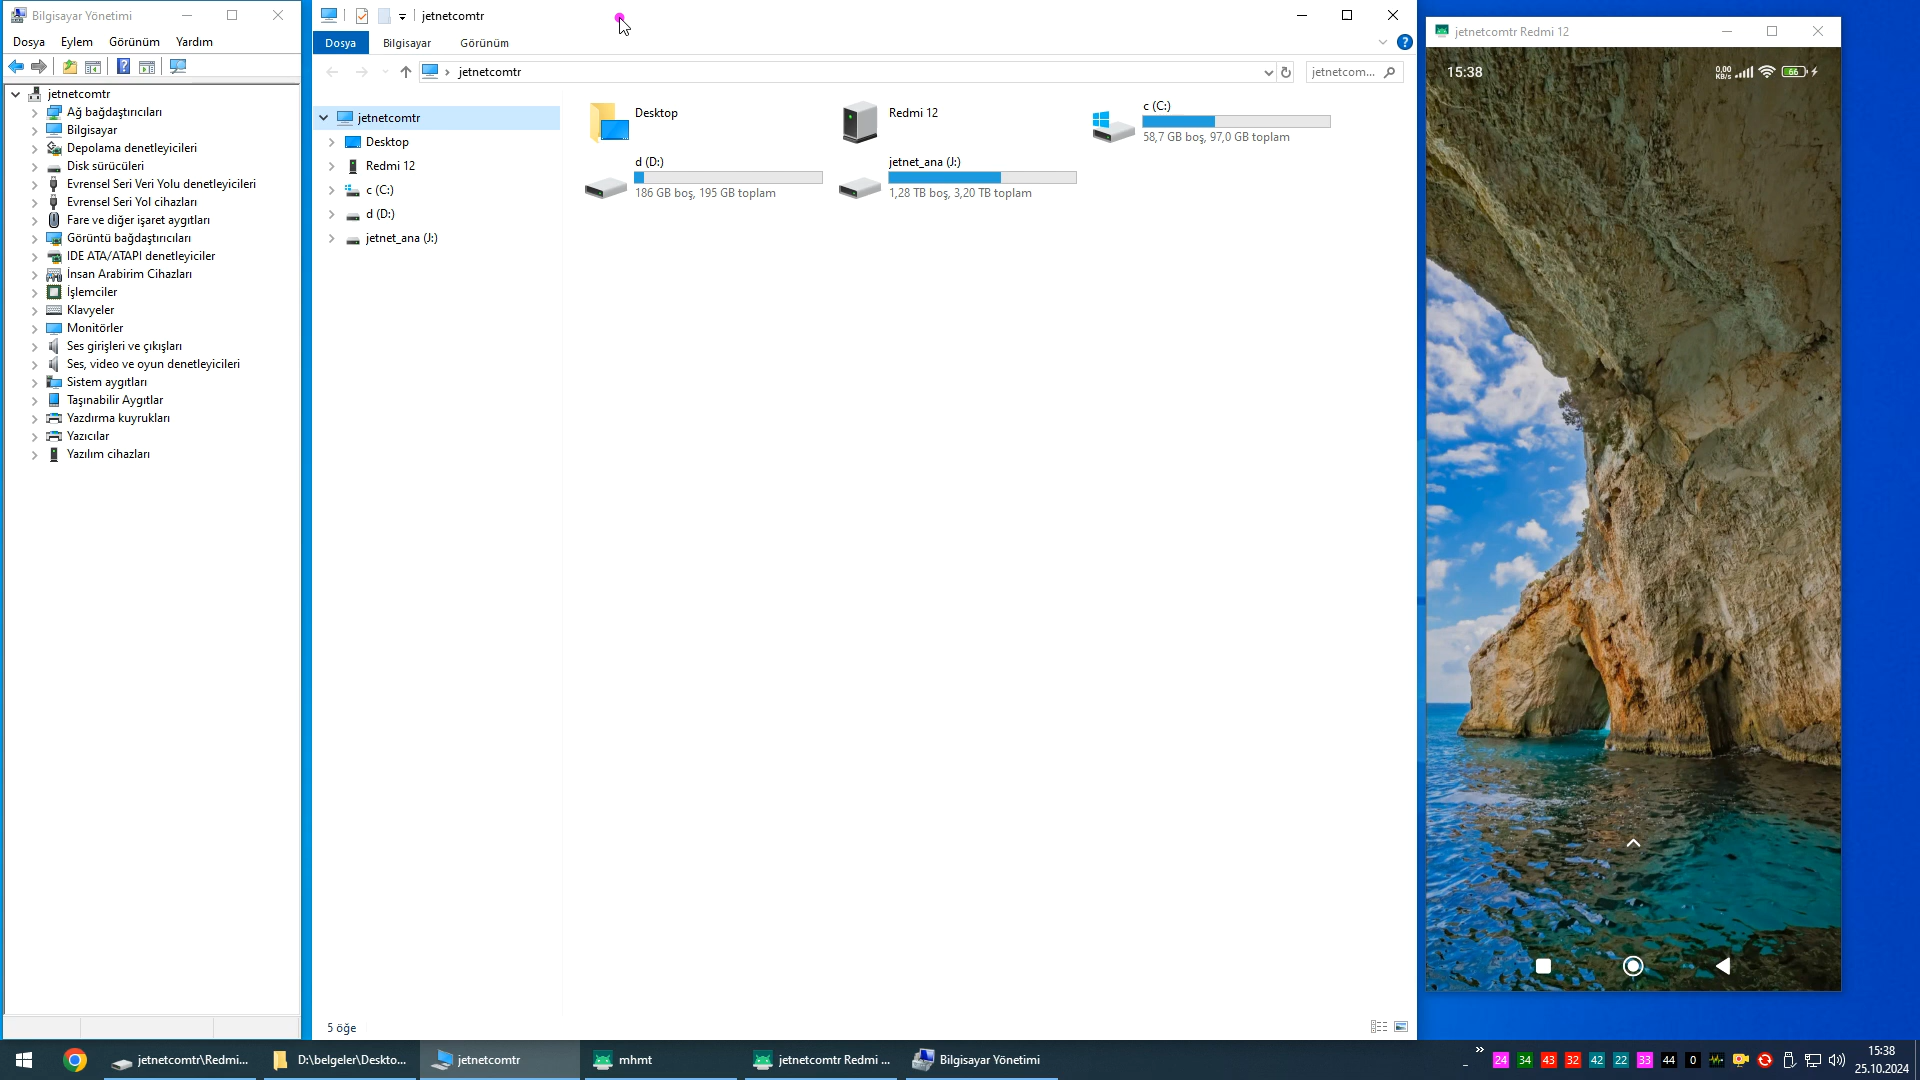 Bilgisayar Yönetimi
Dosya Eylem Görünüm Yardım
jetnetcomtr
Ağ bağdaştırıcıları
Bilgisayar
Depolama denetleyicileri
Disk sürücüleri
Evrensel Seri Veri Yolu denetleyicileri
Evrensel Seri Yol cihazları
Fare ve diğer işaret aygıtları
Görüntü bağdaştırıcıları
IDE ATA/ATAPI denetleyiciler
İnsan Arabirim Cihazları
İşlemciler
Klavyeler
Monitörler
Ses girişleri ve çıkışları
Ses, video ve oyun denetleyicileri
Sistem aygıtları
Taşınabilir Aygıtlar
Yazdırma kuyrukları
Yazıcılar
Yazılım cihazları
jetnetcomtr
Dosya Bilgisayar Görünüm
jetnetcomtr
jetnetcom...
jetnetcomtr
Desktop
Redmi 12
c (C:)
d (D:)
jetnet_ana (J:)
Desktop
Redmi 12
c (C:)
58,7 GB boş, 97,0 GB toplam
d (D:)
186 GB boş, 195 GB toplam
jetnet_ana (J:)
1,28 TB boş, 3,20 TB toplam
5 öğe
jetnetcomtr Redmi 12
15:38
0,00
KB/s
66
jetnetcomtr\Redmi...
D:\belgeler\Deskto...
jetnetcomtr
mhmt
jetnetcomtr Redmi ...
Bilgisayar Yönetimi
24 34 43 32 42 22 33 44 0
15:38
25.10.2024